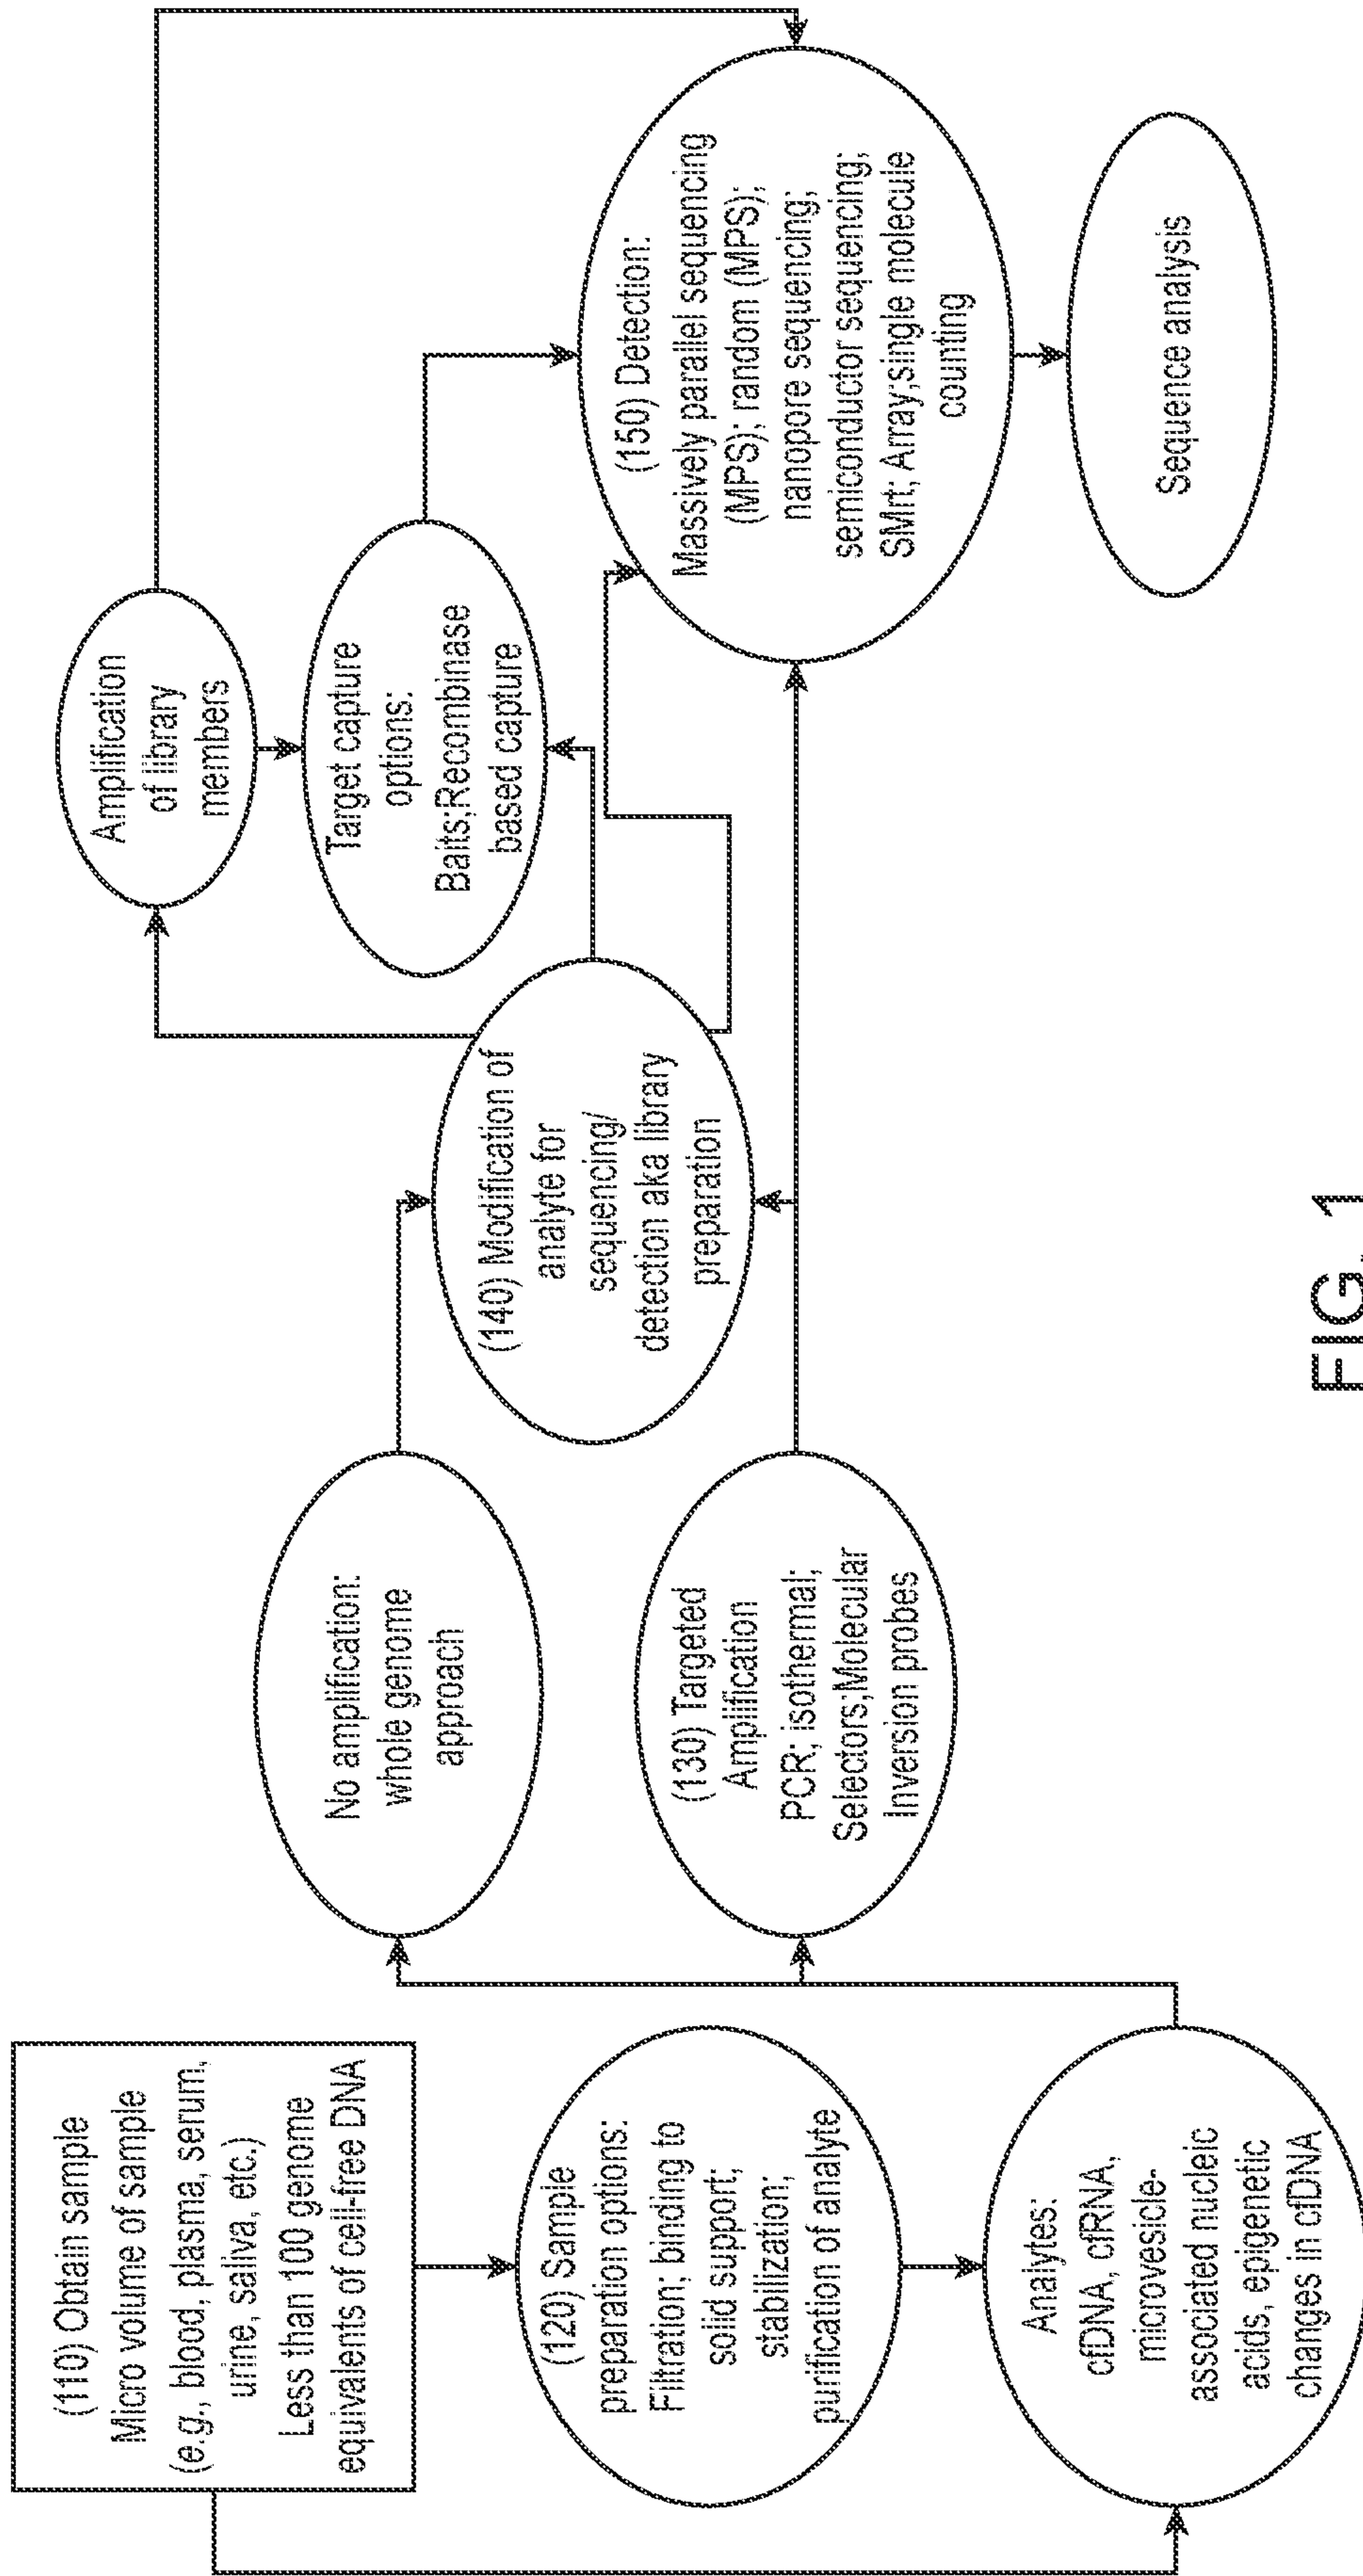 (110) Obtain sample
Micro volume of sample
(e.g., blood, plasma, serum,
urine, saliva, etc.)
Less than 100 genome
equivalents of cell-free DNA
(120) Sample
preparation options:
Filtration; binding to
solid support;
stabilization;
purification of analyte
Analytes:
cfDNA, cfRNA,
microvesicle-
associated nucleic
acids, epigenetic
changes in cfDNA
No amplification:
whole genome
approach
(130) Targeted
Amplification
PCR; isothermal;
Selectors;Molecular
Inversion probes
(140) Modification of
analyte for
sequencing/
detection aka library
preparation
Amplification
of library
members
Target capture
options:
Baits;Recombinase
based capture
(150) Detection:
Massively parallel sequencing
(MPS); random (MPS);
nanopore sequencing;
semiconductor sequencing;
SMrt; Array;single molecule
counting
Sequence analysis
FIG. 1